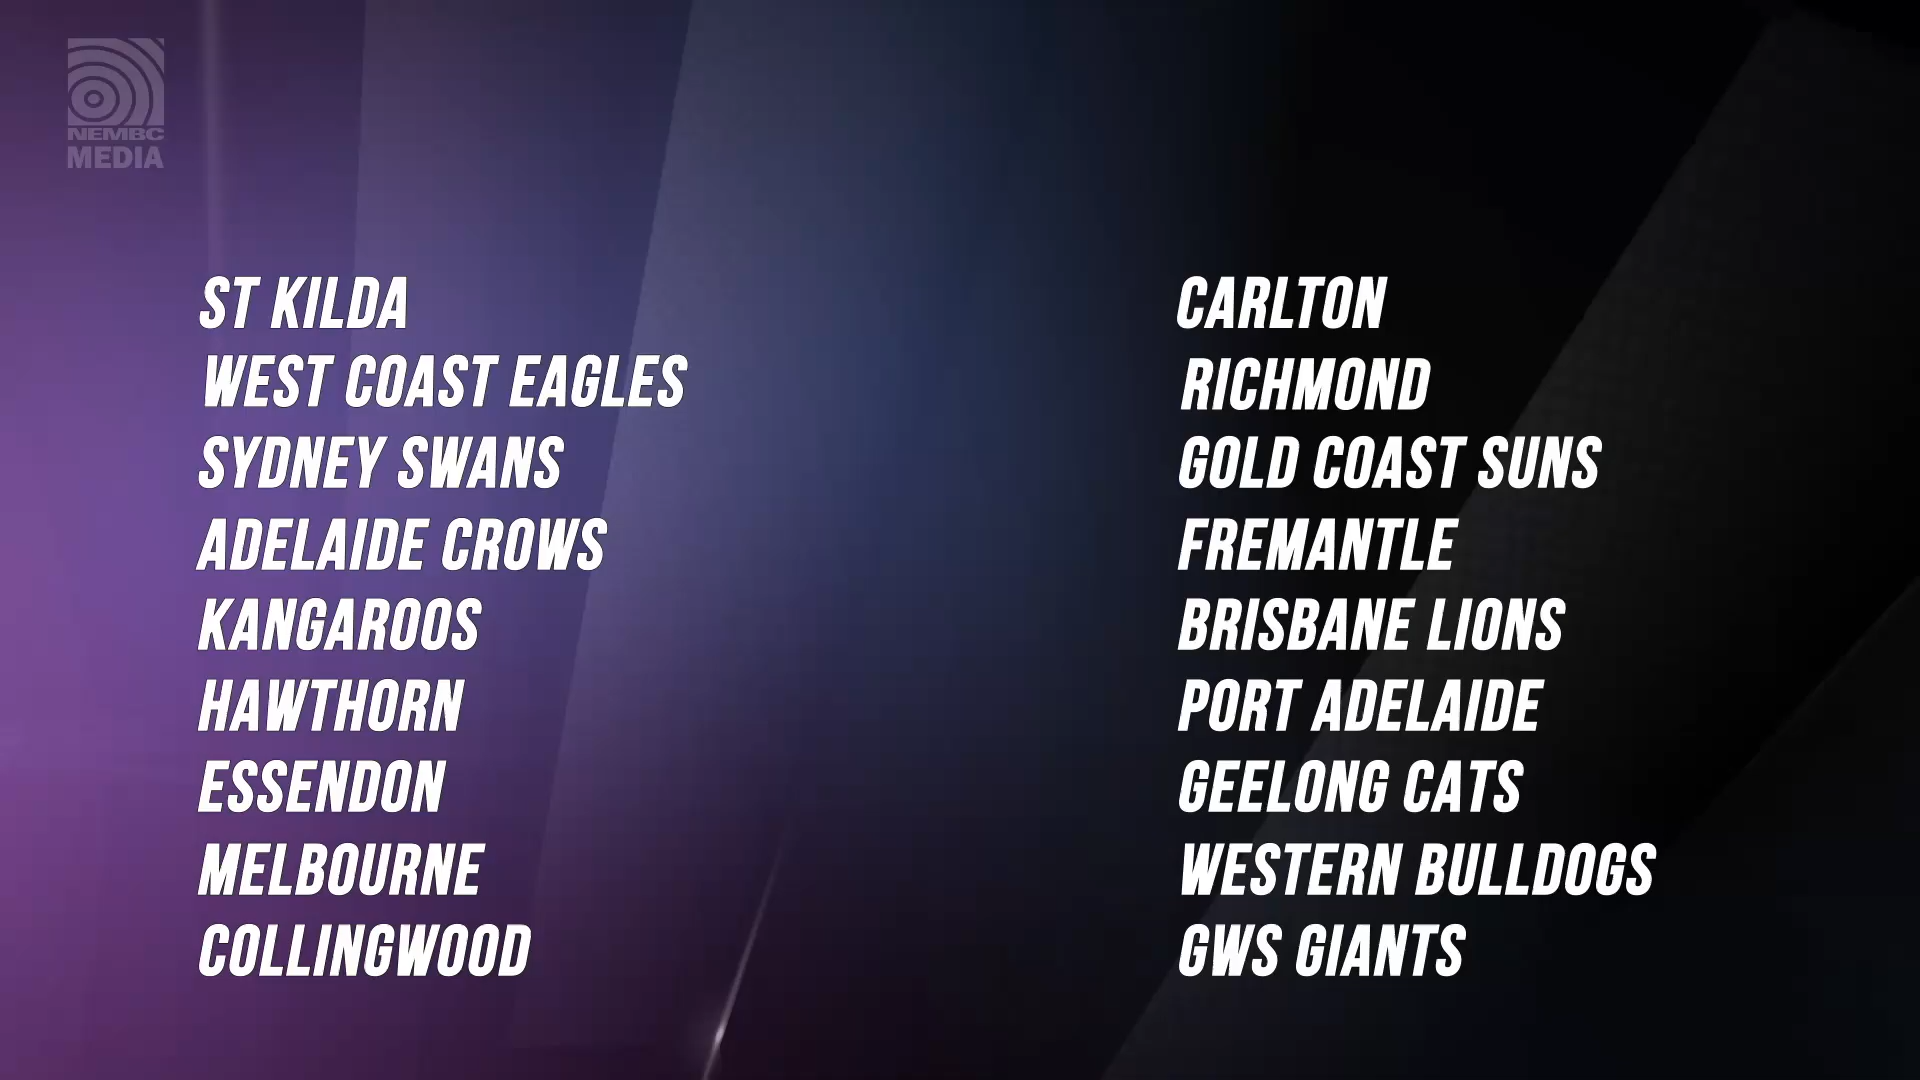 NEMBC
MEDIA
ST KILDA
WEST COAST EAGLES
SYDNEY SWANS
ADELAIDE CROWS
KANGAROOS
HAWTHORN
ESSENDON
MELBOURNE
COLLINGWOOD
CARLTON
RICHMOND
GOLD COAST SUNS
FREMANTLE
BRISBANE LIONS
PORT ADELAIDE
GEELONG CATS
WESTERN BULLDOGS
GWS GIANTS